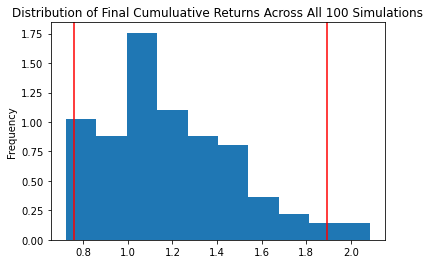 Distribution of Final Cumuluative Returns Across All 100 Simulations
Frequency
1.75
1.50
1.25
1.00
0.75
0.50
0.25
0.00
0.8 1.0 1.2 1.4 1.6 1.8 2.0